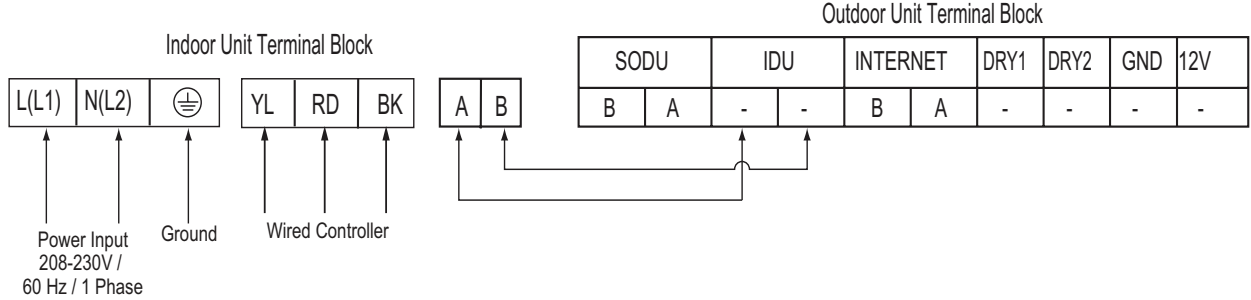 Outdoor Unit Terminal Block
Indoor Unit Terminal Block
SODU IDU INTERNET DRY1 DRY2 GND 12V
L(L1) N(L2) YL RD BK A B
B A - - B A - - - -
Power Input
208-230V /
60 Hz / 1 Phase
Ground
Wired Controller